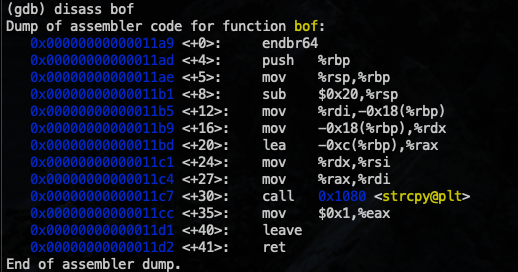 (gdb) disass bof
Dump of assembler code for function bof:
   0x00000000000011a9 <+0>:     endbr64
   0x00000000000011ad <+4>:     push   %rbp
   0x00000000000011ae <+5>:     mov    %rsp,%rbp
   0x00000000000011b1 <+8>:     sub    $0x20,%rsp
   0x00000000000011b5 <+12>:    mov    %rdi,-0x18(%rbp)
   0x00000000000011b9 <+16>:    mov    -0x18(%rbp),%rdx
   0x00000000000011bd <+20>:    lea    -0xc(%rbp),%rax
   0x00000000000011c1 <+24>:    mov    %rdx,%rsi
   0x00000000000011c4 <+27>:    mov    %rax,%rdi
   0x00000000000011c7 <+30>:    call   0x1080 <strcpy@plt>
   0x00000000000011cc <+35>:    mov    $0x1,%eax
   0x00000000000011d1 <+40>:    leave
   0x00000000000011d2 <+41>:    ret
End of assembler dump.